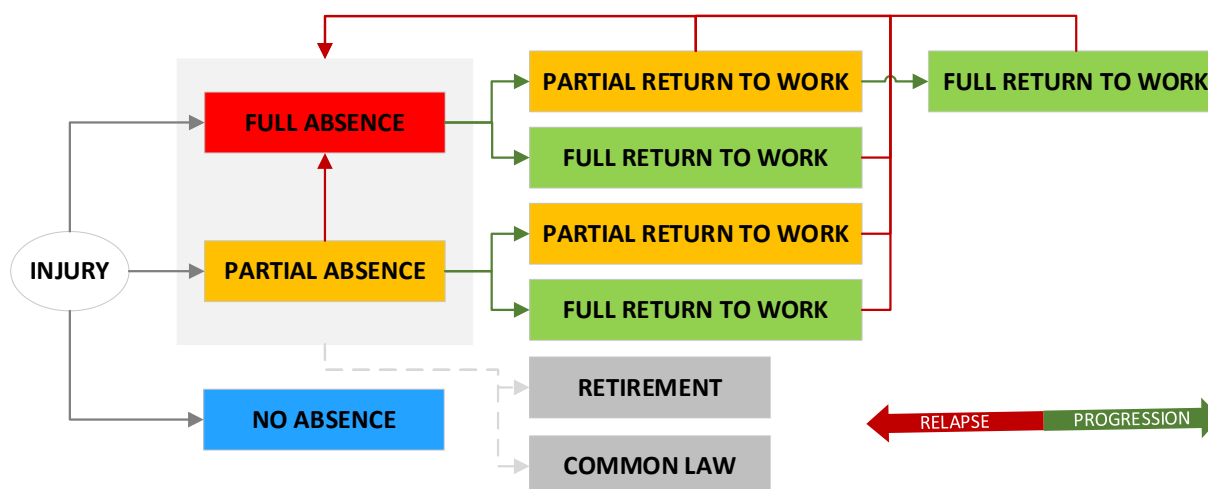 PARTIAL RETURN TO WORK
FULL RETURN TO WORK
FULL ABSENCE
FULL RETURN TO WORK
PARTIAL RETURN TO WORK
INJURY
PARTIAL ABSENCE
FULL RETURN TO WORK
RETIREMENT
NO ABSENCE
RELAPSE
PROGRESSION
COMMON LAW